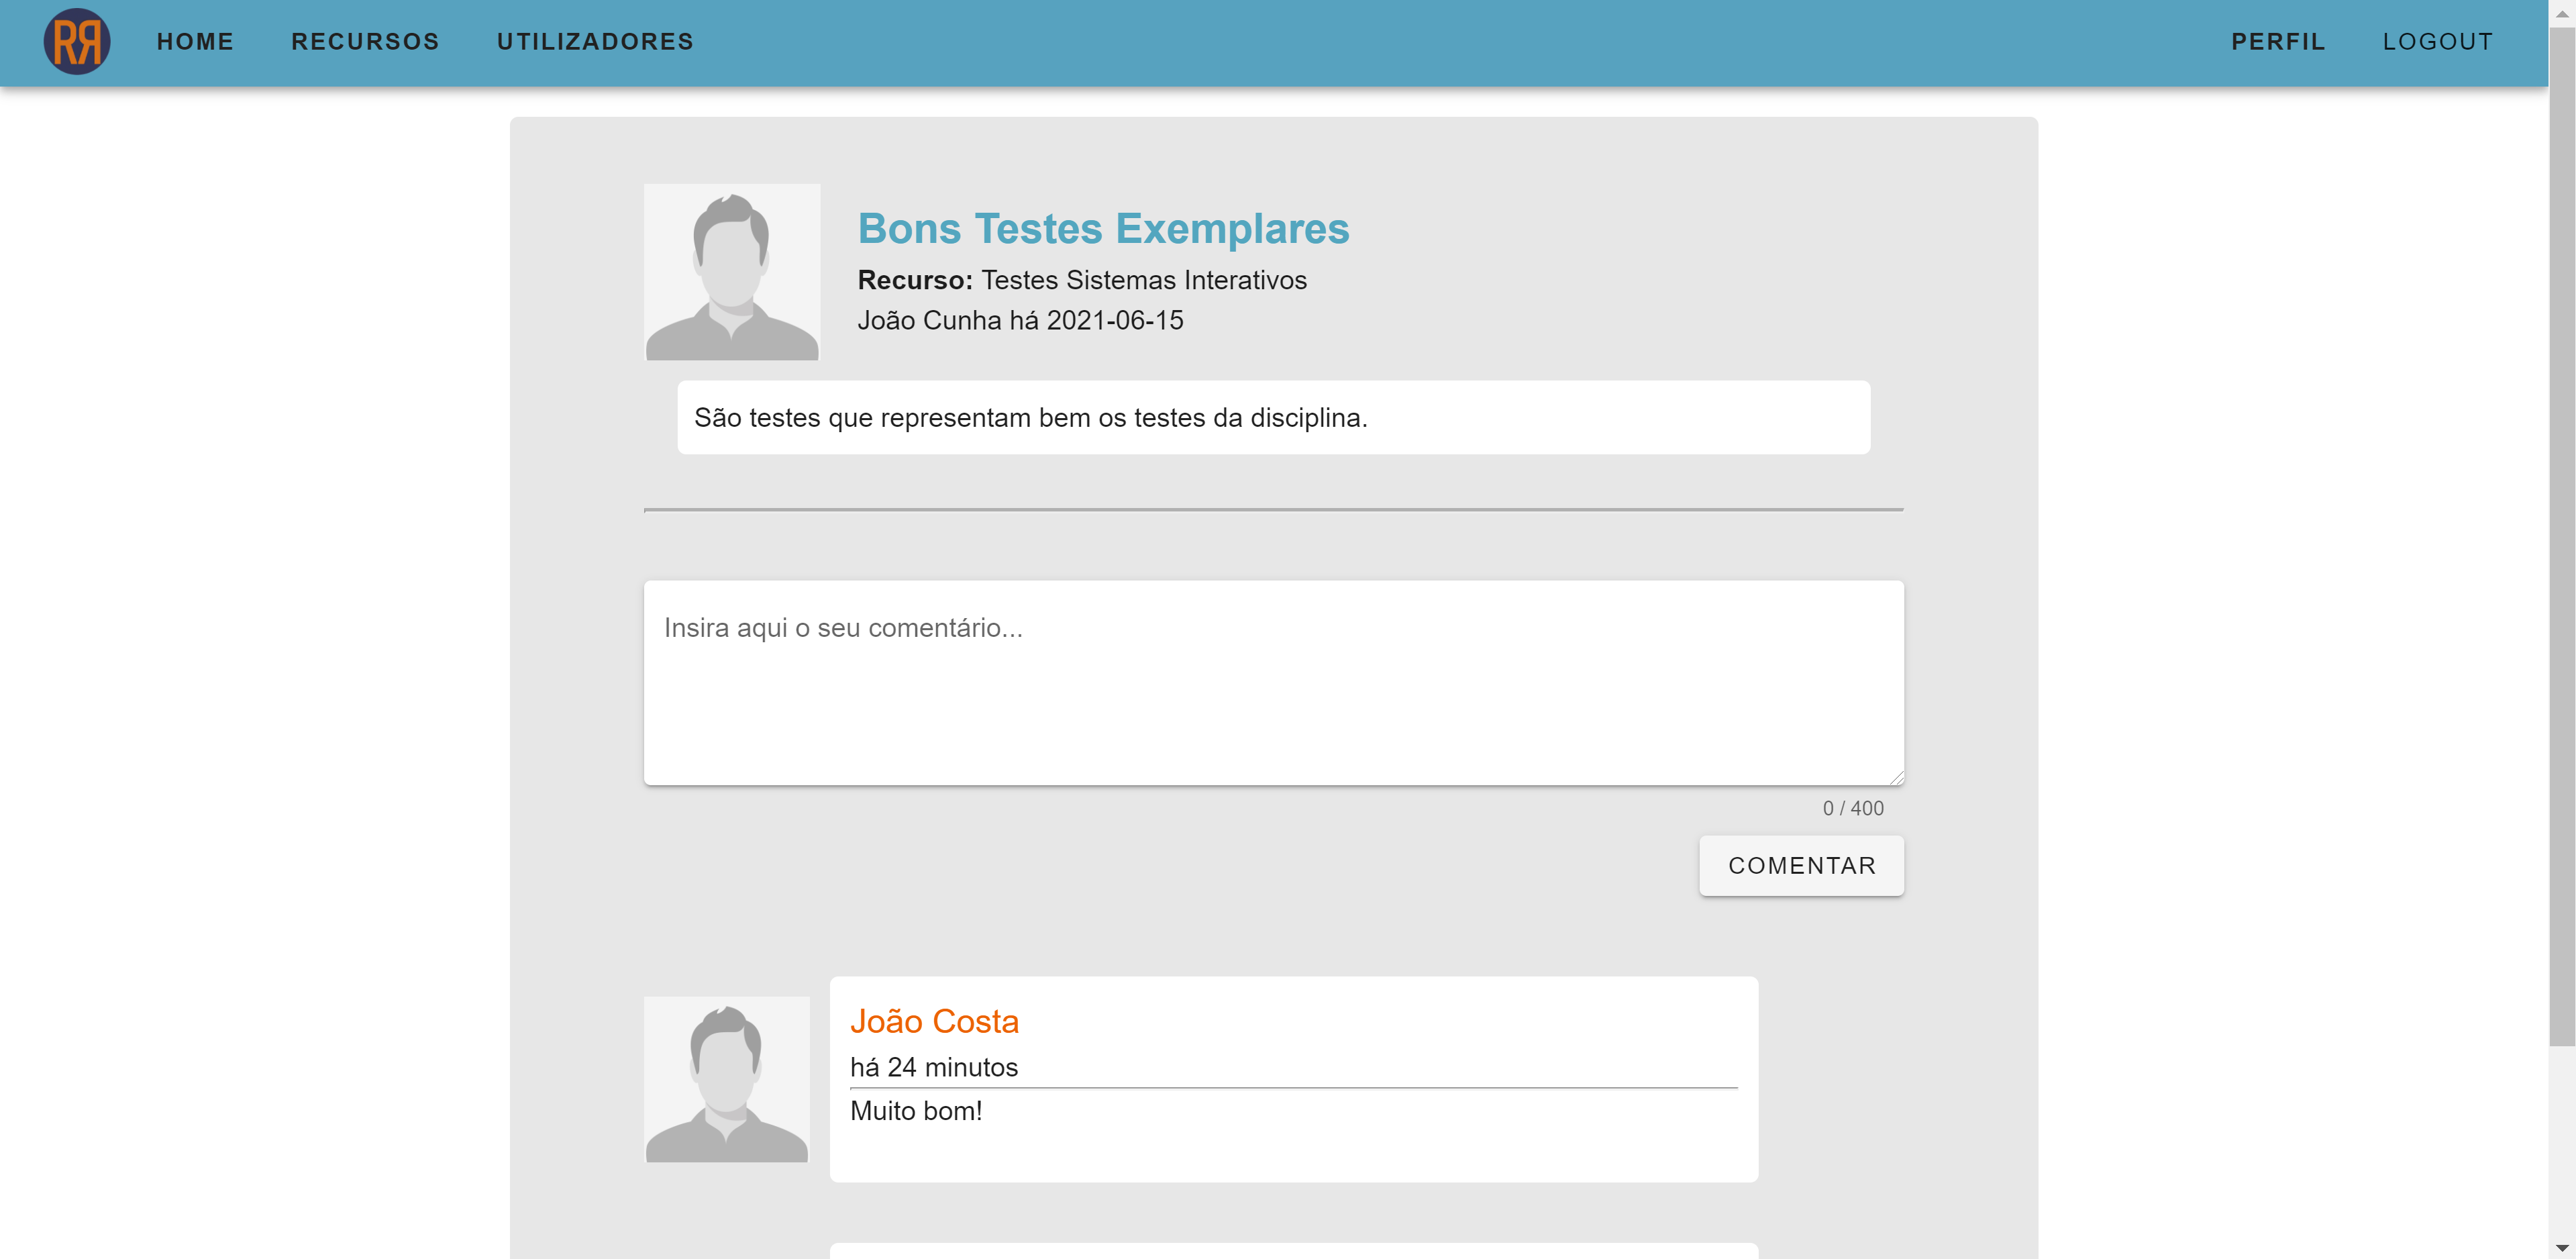 HOME RECURSOS UTILIZADORES PERFIL LOGOUT
Bons Testes Exemplares
Recurso: Testes Sistemas Interativos
João Cunha há 2021-06-15
São testes que representam bem os testes da disciplina.
Insira aqui o seu comentário...
0 / 400
COMENTAR
João Costa
há 24 minutos
Muito bom!